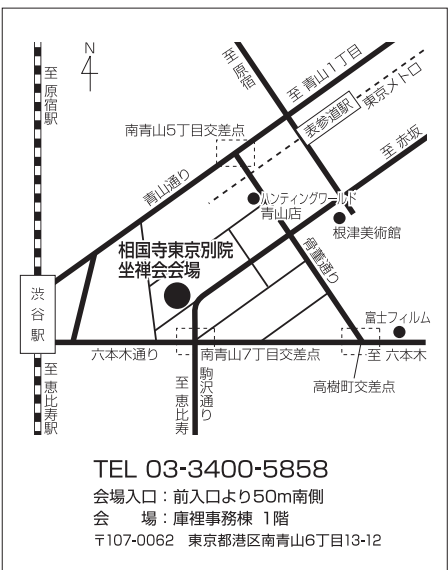 N
至 原宿駅
至 原宿
至 青山1丁目
表参道駅
東京メトロ
南青山5丁目交差点
至 赤坂
青山通り
ハンティングワールド
青山店
根津美術館
相国寺東京別院
坐禅会会場
骨董通り
渋谷駅
富士フィルム
六本木通り
南青山7丁目交差点
至 六本木
至 恵比寿駅
至 恵比寿
駒沢通り
高樹町交差点
TEL 03-3400-5858
会場入口：前入口より50m南側
会　　場：庫裡事務棟 1階
〒107-0062　東京都港区南青山6丁目13-12